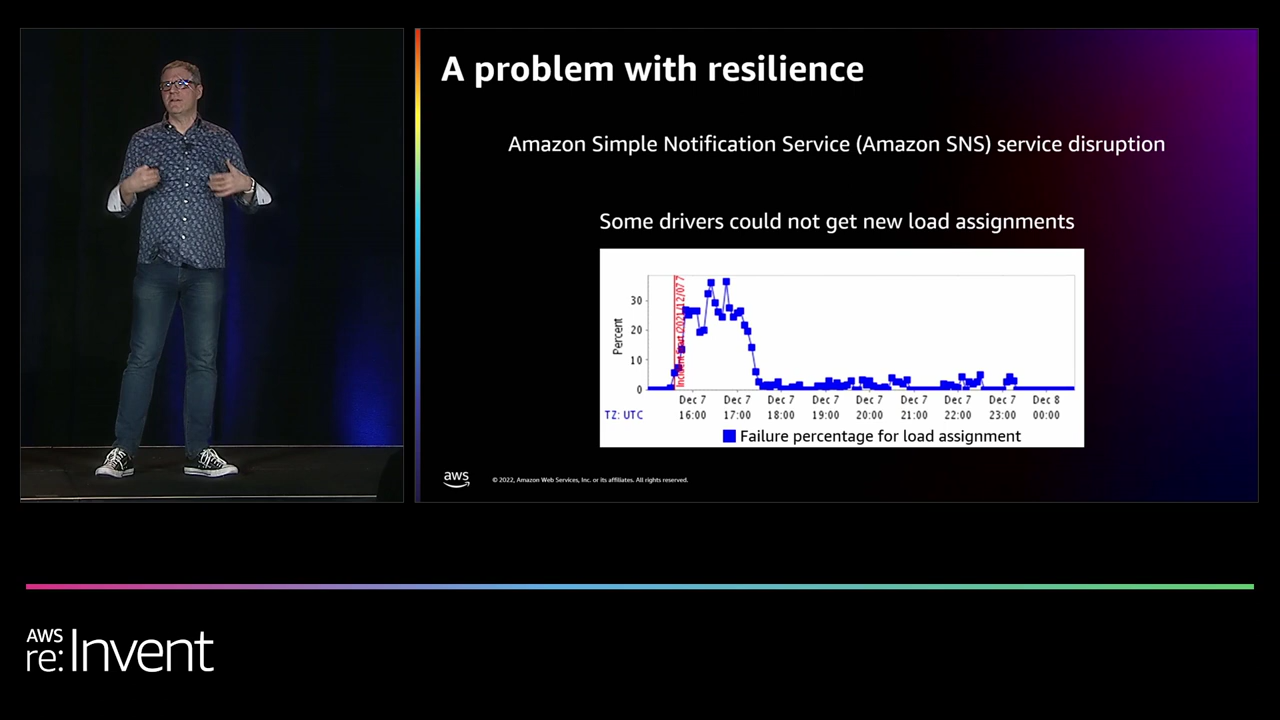 A problem with resilience
Amazon Simple Notification Service (Amazon SNS) service disruption
Some drivers could not get new load assignments
Percent
30
20
10
0
Dec 7 Dec 7 Dec 7 Dec 7 Dec 7 Dec 7 Dec 7 Dec 7 Dec 8
TZ: UTC 16:00 17:00 18:00 19:00 20:00 21:00 22:00 23:00 00:00
Failure percentage for load assignment
aws
© 2022, Amazon Web Services, Inc. or its affiliates. All rights reserved.
AWS
re:Invent